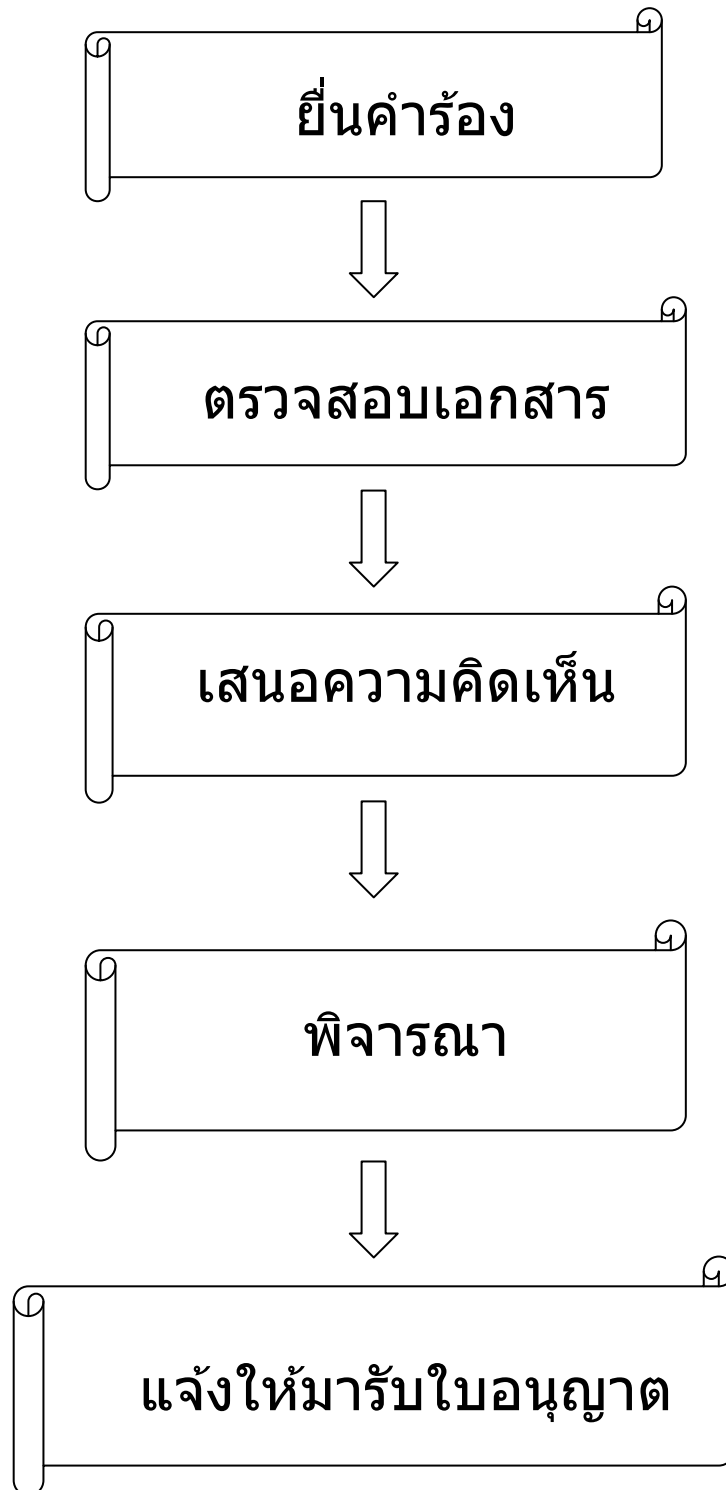 ยื่นคำร้อง
ตรวจสอบเอกสาร
เสนอความคิดเห็น
พิจารณา
แจ้งให้มารับใบอนุญาต